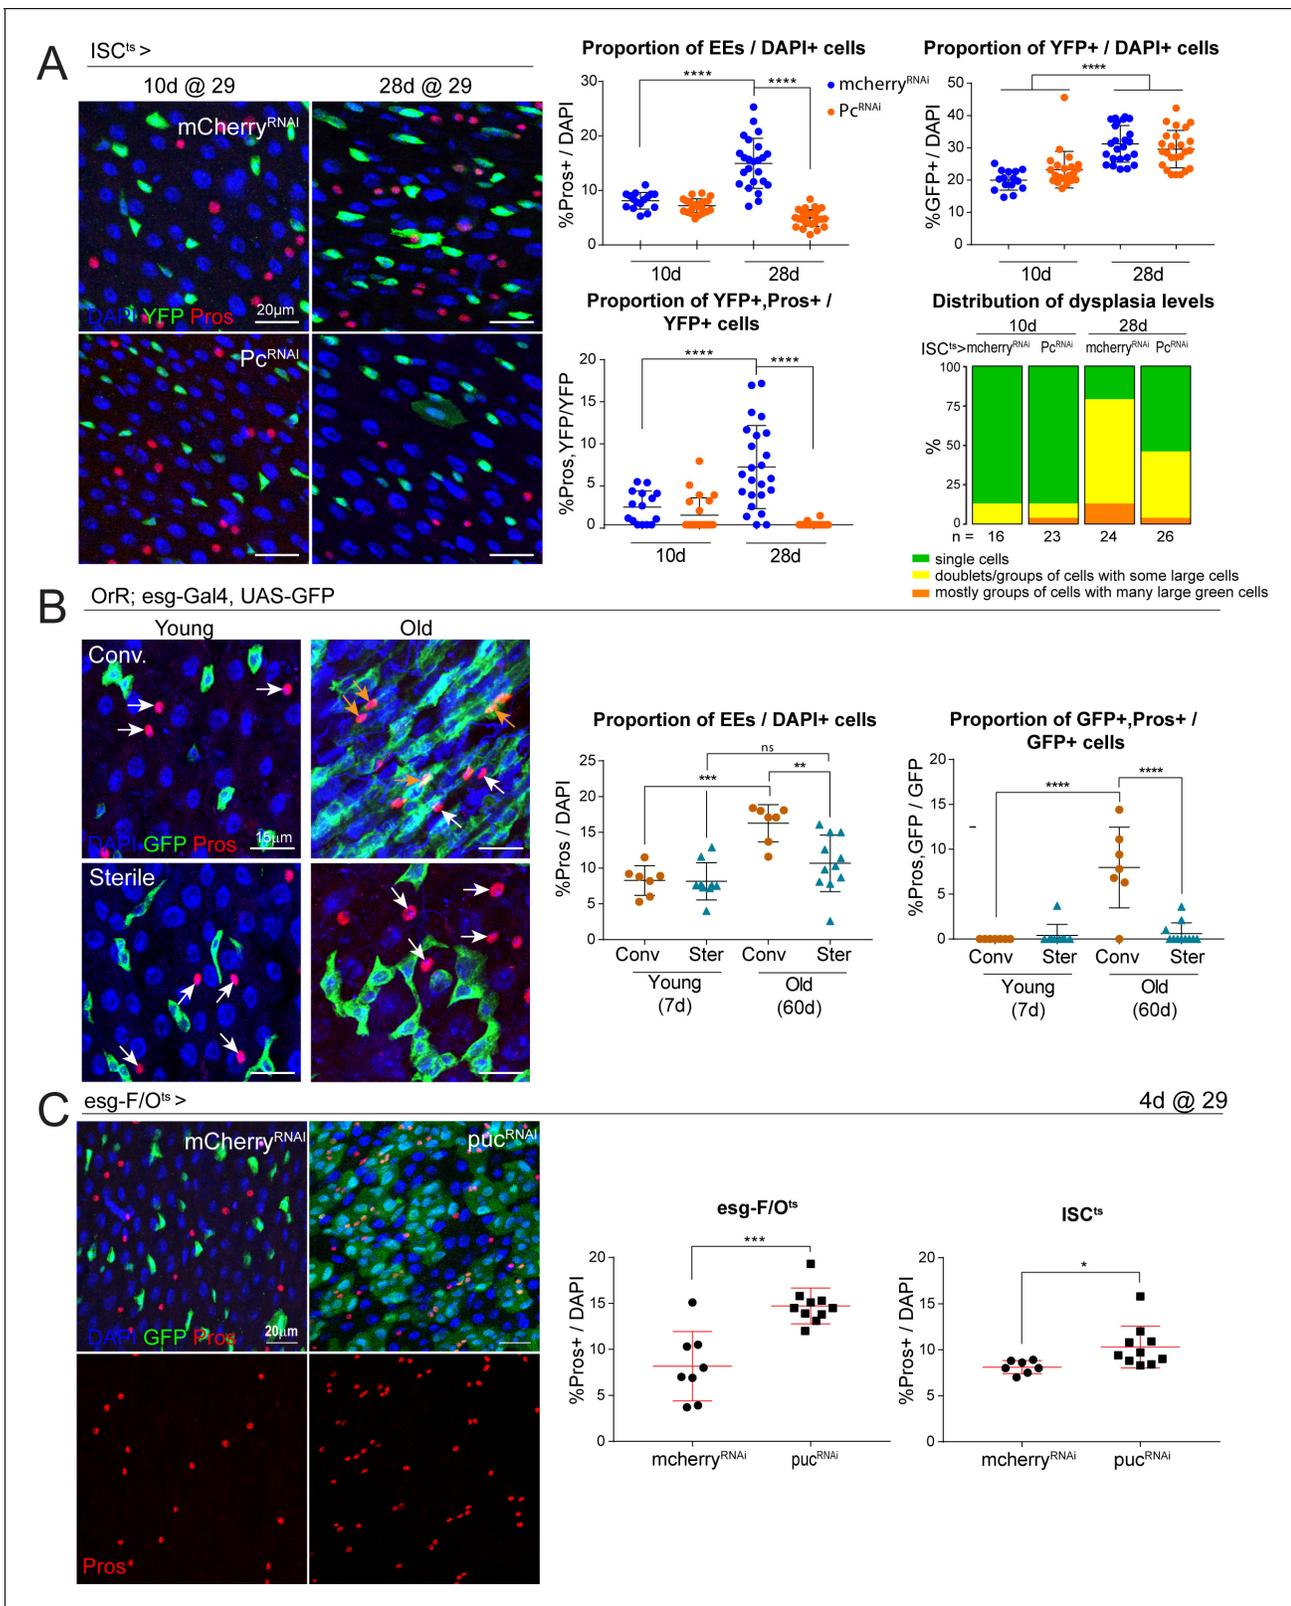 A
ISCts >
10d @ 29
28d @ 29
mCherryRNAI
DAPI YFP Pros
20µm
PcRNAI
Proportion of EEs / DAPI+ cells
%Pros+ / DAPI
30
20
10
0
****
****
mcherryRNAi
PcRNAi
10d
28d
Proportion of YFP+ / DAPI+ cells
%GFP+ / DAPI
50
40
30
20
10
0
****
10d
28d
Proportion of YFP+,Pros+ /
YFP+ cells
%Pros,YFP/YFP
20
15
10
5
0
****
****
10d
28d
Distribution of dysplasia levels
10d
28d
ISCts>mcherryRNAi PcRNAi mcherryRNAi PcRNAi
%
100
75
50
25
0
n = 16 23 24 26
single cells
doublets/groups of cells with some large cells
mostly groups of cells with many large green cells
B
OrR; esg-Gal4, UAS-GFP
Young
Old
Conv.
DAPI GFP Pros
15µm
Sterile
Proportion of EEs / DAPI+ cells
%Pros / DAPI
25
20
15
10
5
0
***
ns
**
Conv Ster Conv Ster
Young
(7d)
Old
(60d)
Proportion of GFP+,Pros+ /
GFP+ cells
%Pros,GFP / GFP
20
15
10
5
0
****
****
Conv Ster Conv Ster
Young
(7d)
Old
(60d)
C
esg-F/Ots >
4d @ 29
mCherryRNAI
pucRNAI
DAPI GFP Pros
20µm
Pros
esg-F/Ots
%Pros+ / DAPI
20
15
10
5
0
***
mcherryRNAi
pucRNAi
ISCts
%Pros+ / DAPI
20
15
10
5
0
*
mcherryRNAi
pucRNAi